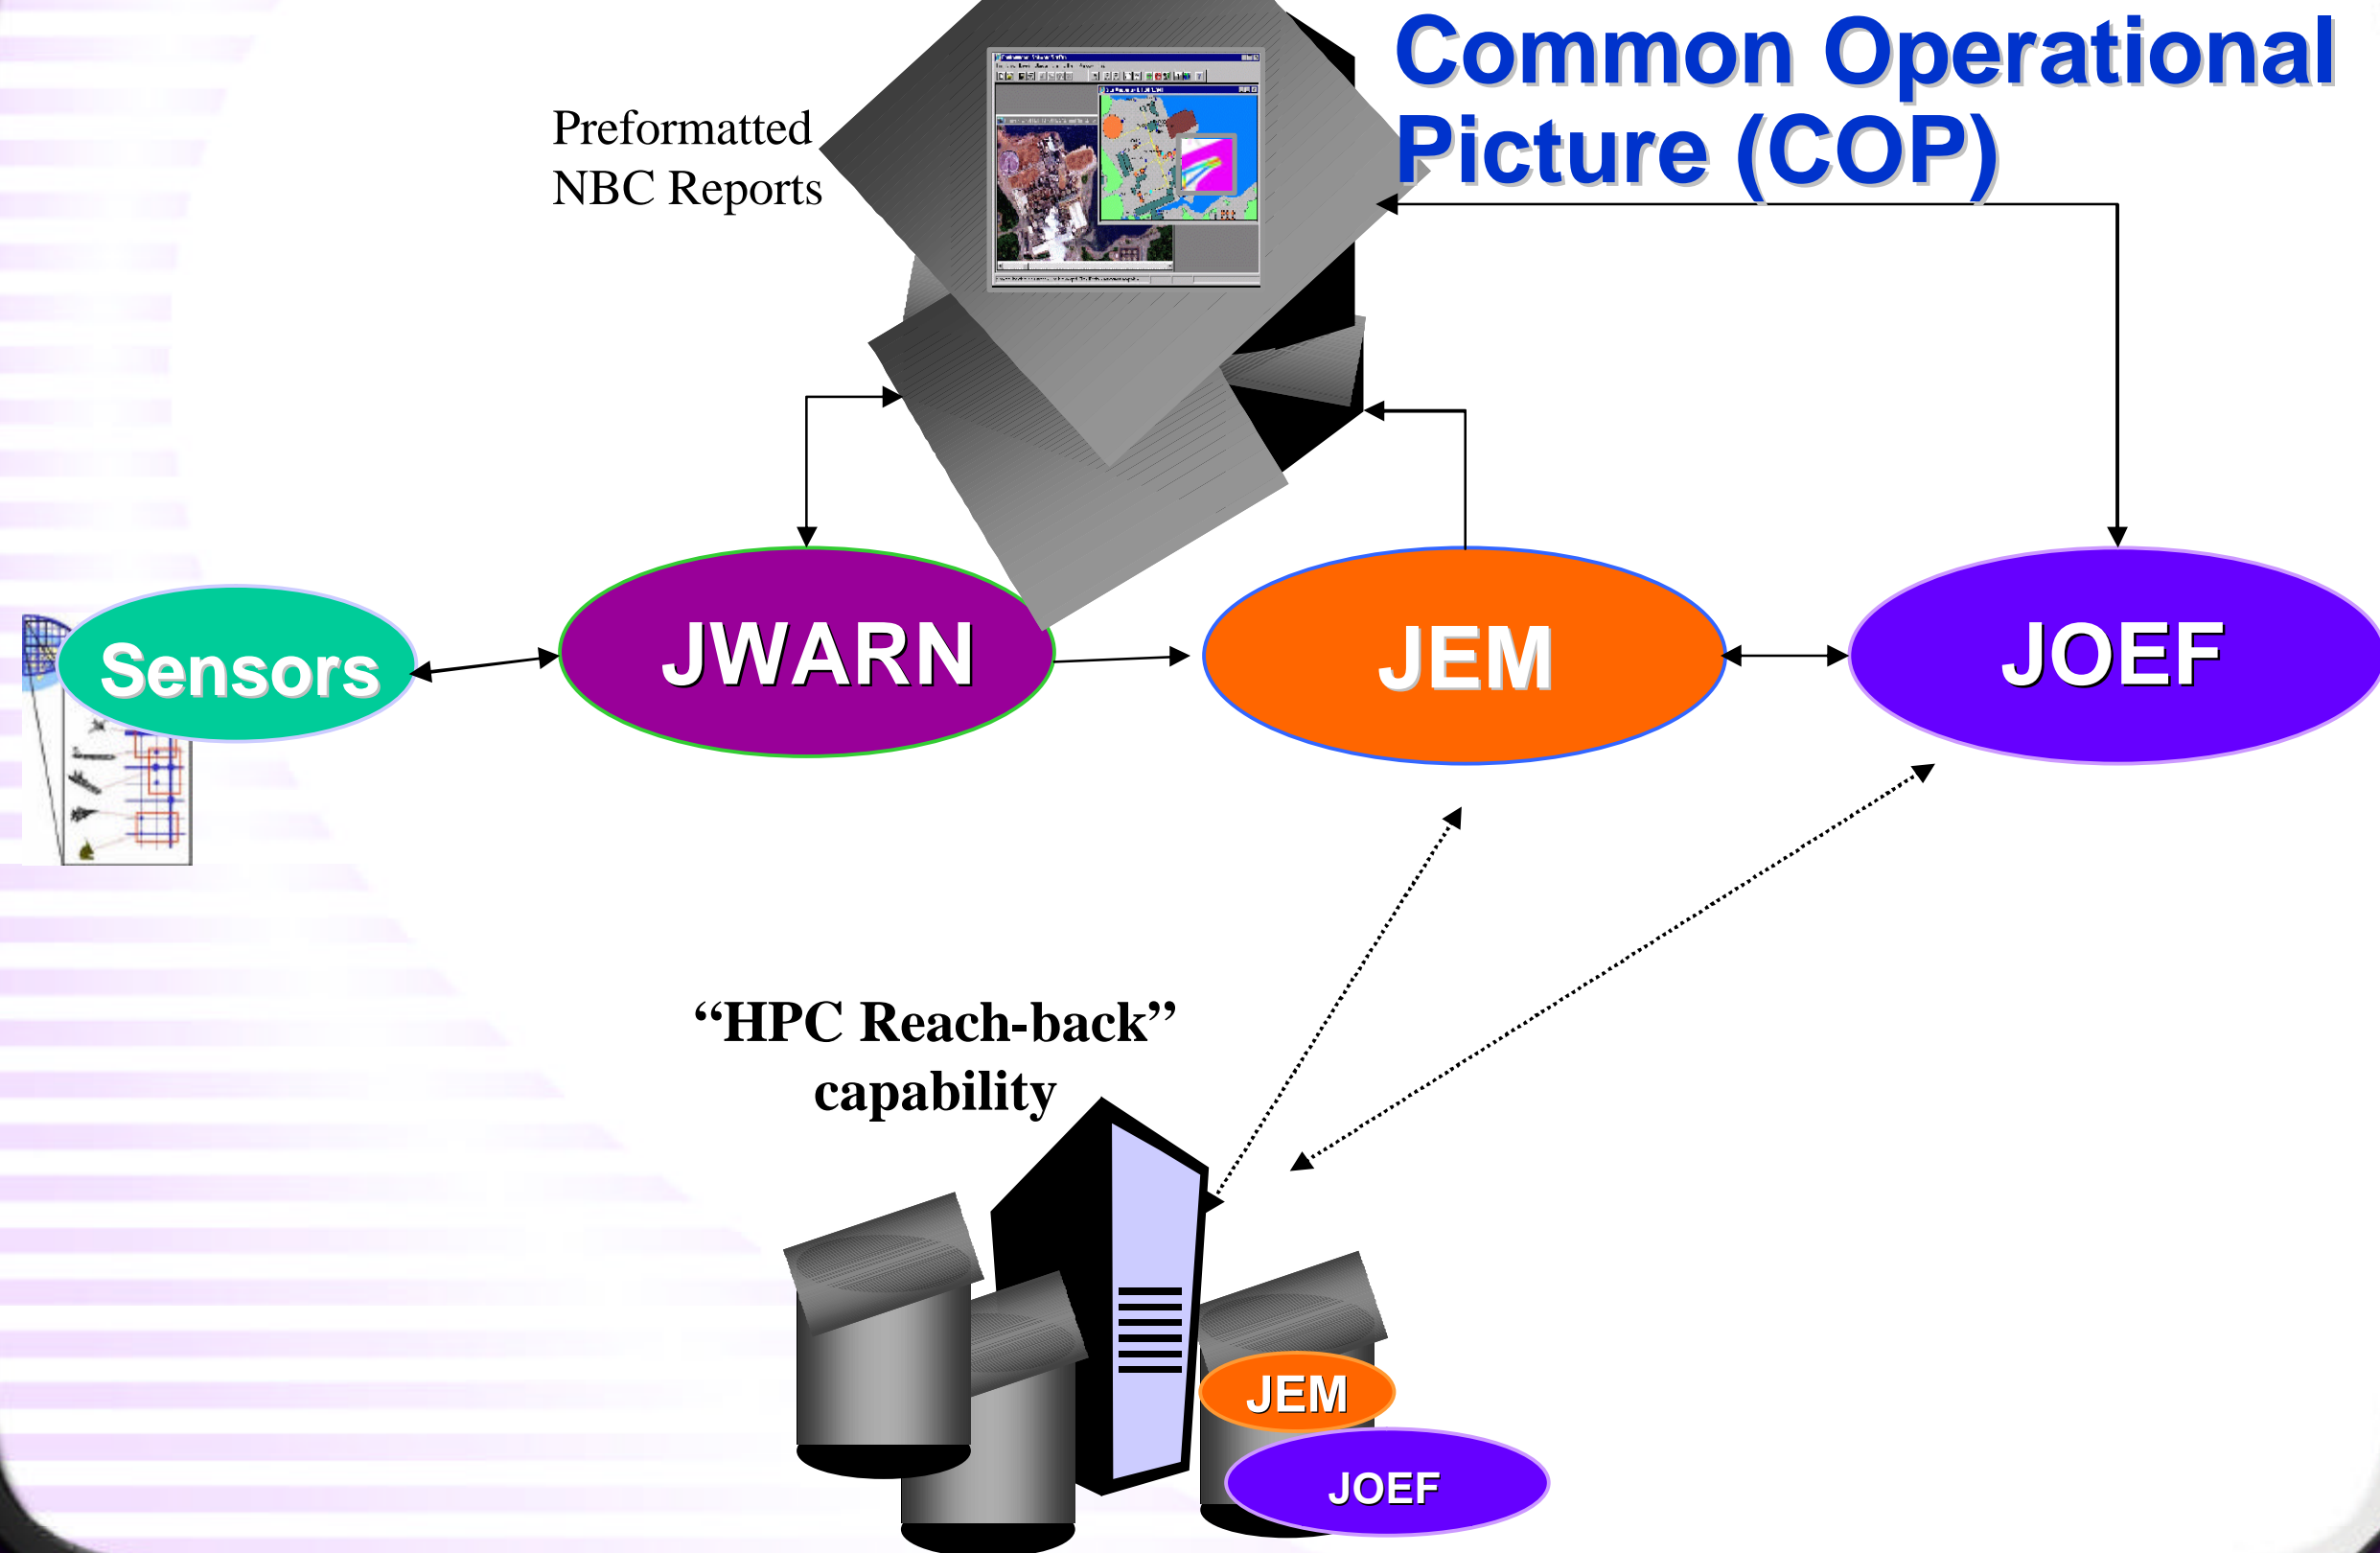 Common Operational
Picture (COP)
Preformatted
NBC Reports
Sensors
JWARN
JEM
JOEF
“HPC Reach-back”
capability
JEM
JOEF